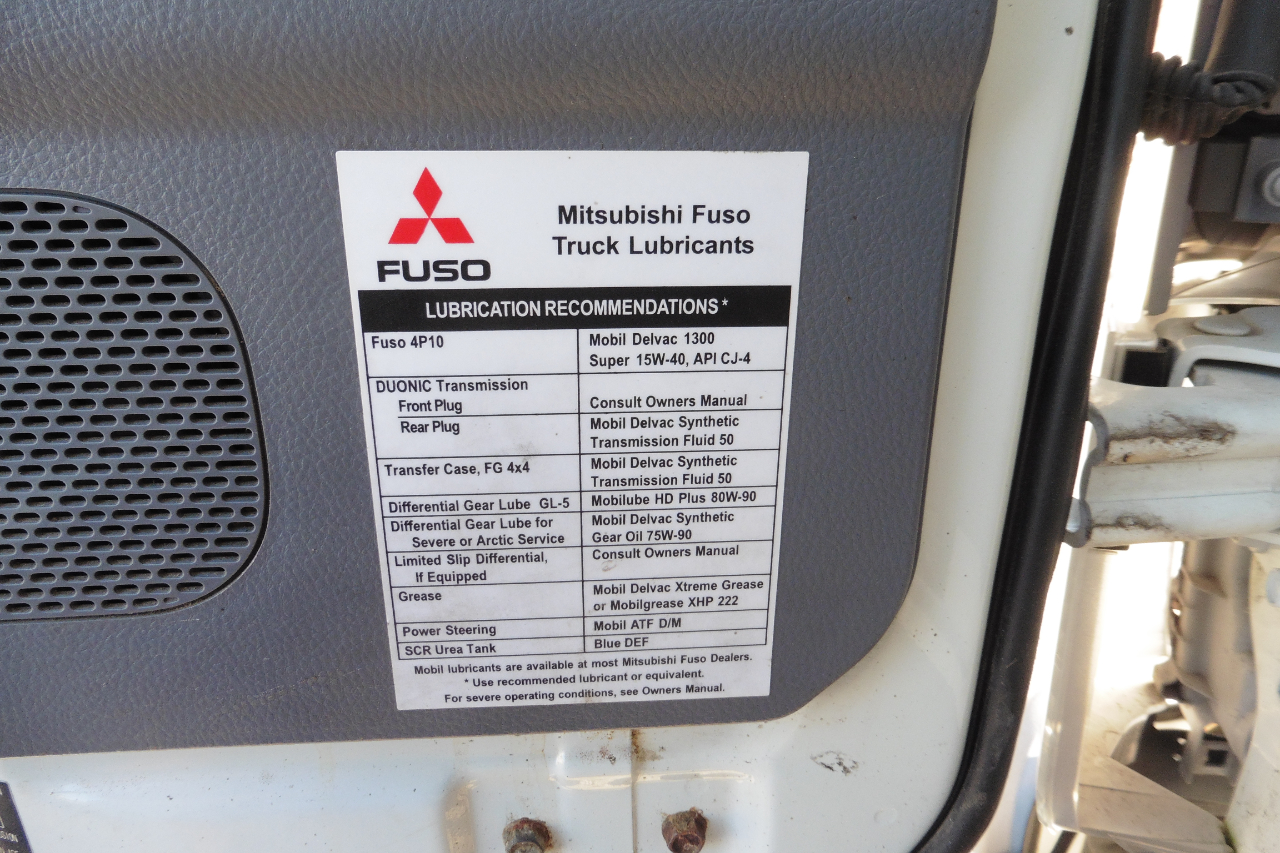 FUSO
Mitsubishi Fuso
Truck Lubricants
LUBRICATION RECOMMENDATIONS*
Fuso 4P10
Mobil Delvac 1300
Super 15W-40, API CJ-4
DUONIC Transmission
Front Plug
Consult Owners Manual
Rear Plug
Mobil Delvac Synthetic
Transmission Fluid 50
Transfer Case, FG 4x4
Mobil Delvac Synthetic
Transmission Fluid 50
Differential Gear Lube GL-5
Mobilube HD Plus 80W-90
Differential Gear Lube for
Severe or Arctic Service
Mobil Delvac Synthetic
Gear Oil 75W-90
Limited Slip Differential,
If Equipped
Consult Owners Manual
Grease
Mobil Delvac Xtreme Grease
or Mobilgrease XHP 222
Power Steering
Mobil ATF D/M
SCR Urea Tank
Blue DEF
Mobil lubricants are available at most Mitsubishi Fuso Dealers.
* Use recommended lubricant or equivalent.
For severe operating conditions, see Owners Manual.